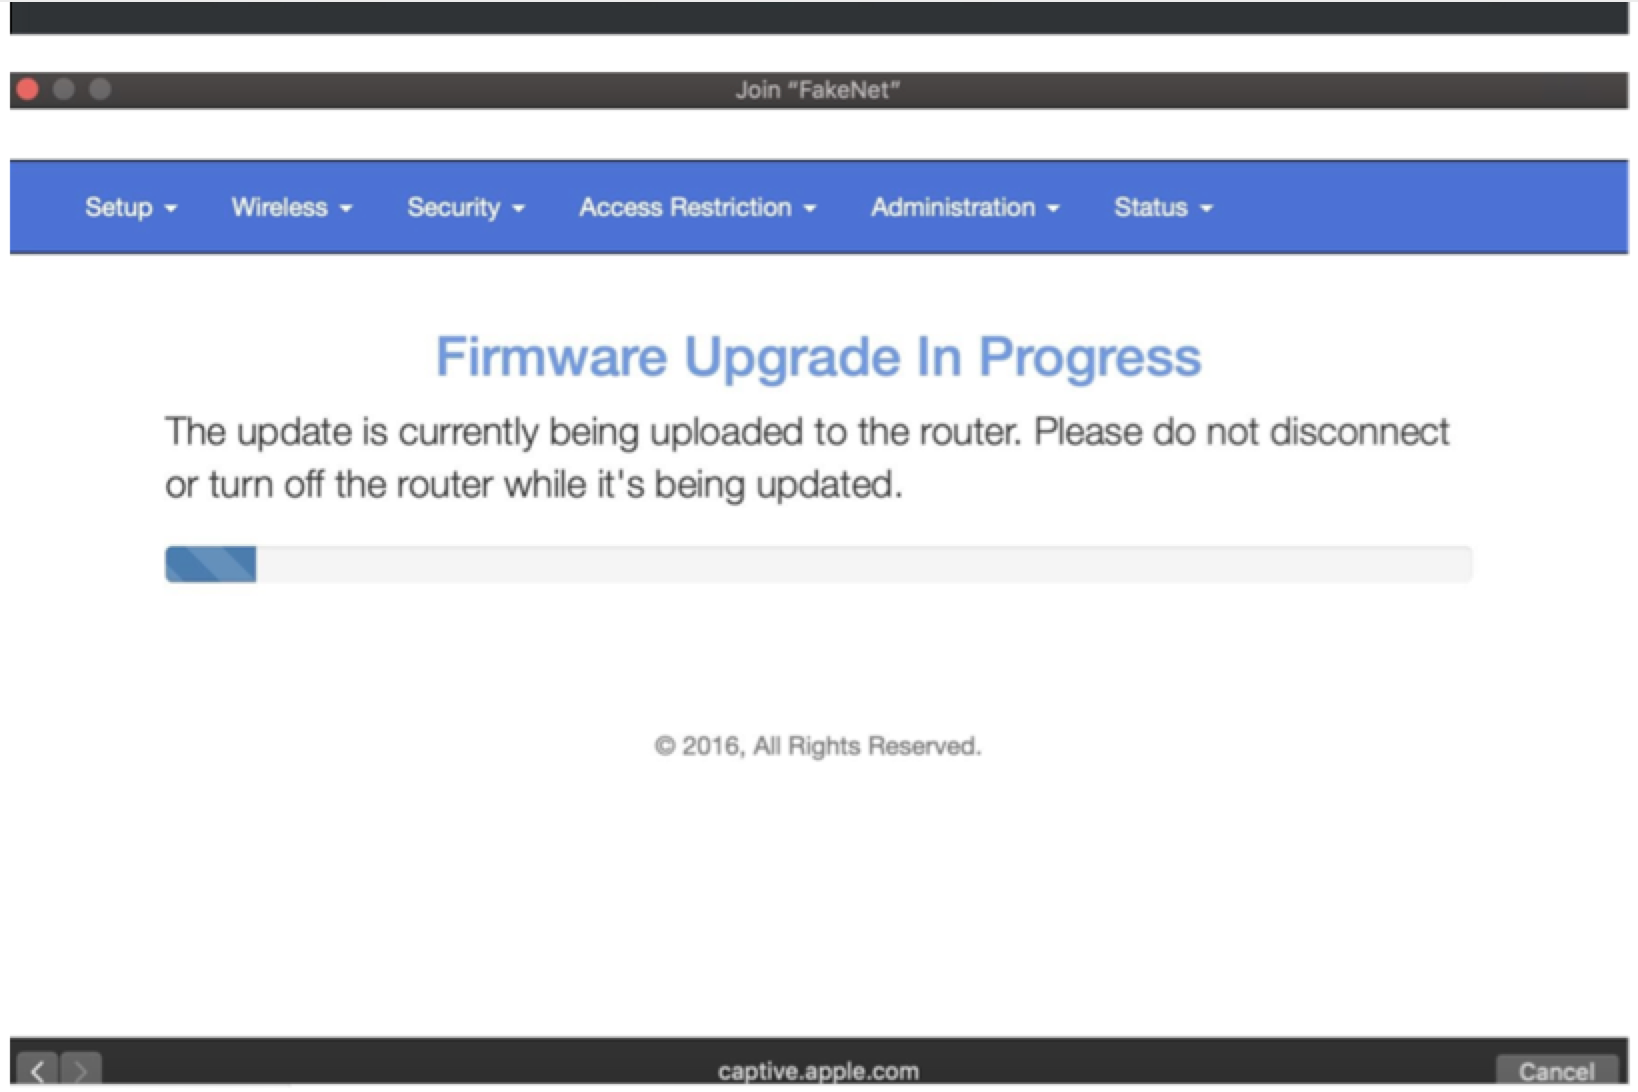 Join “FakeNet”
Setup Wireless Security Access Restriction Administration Status
Firmware Upgrade In Progress
The update is currently being uploaded to the router. Please do not disconnect
or turn off the router while it's being updated.
© 2016, All Rights Reserved.
captive.apple.com Cancel